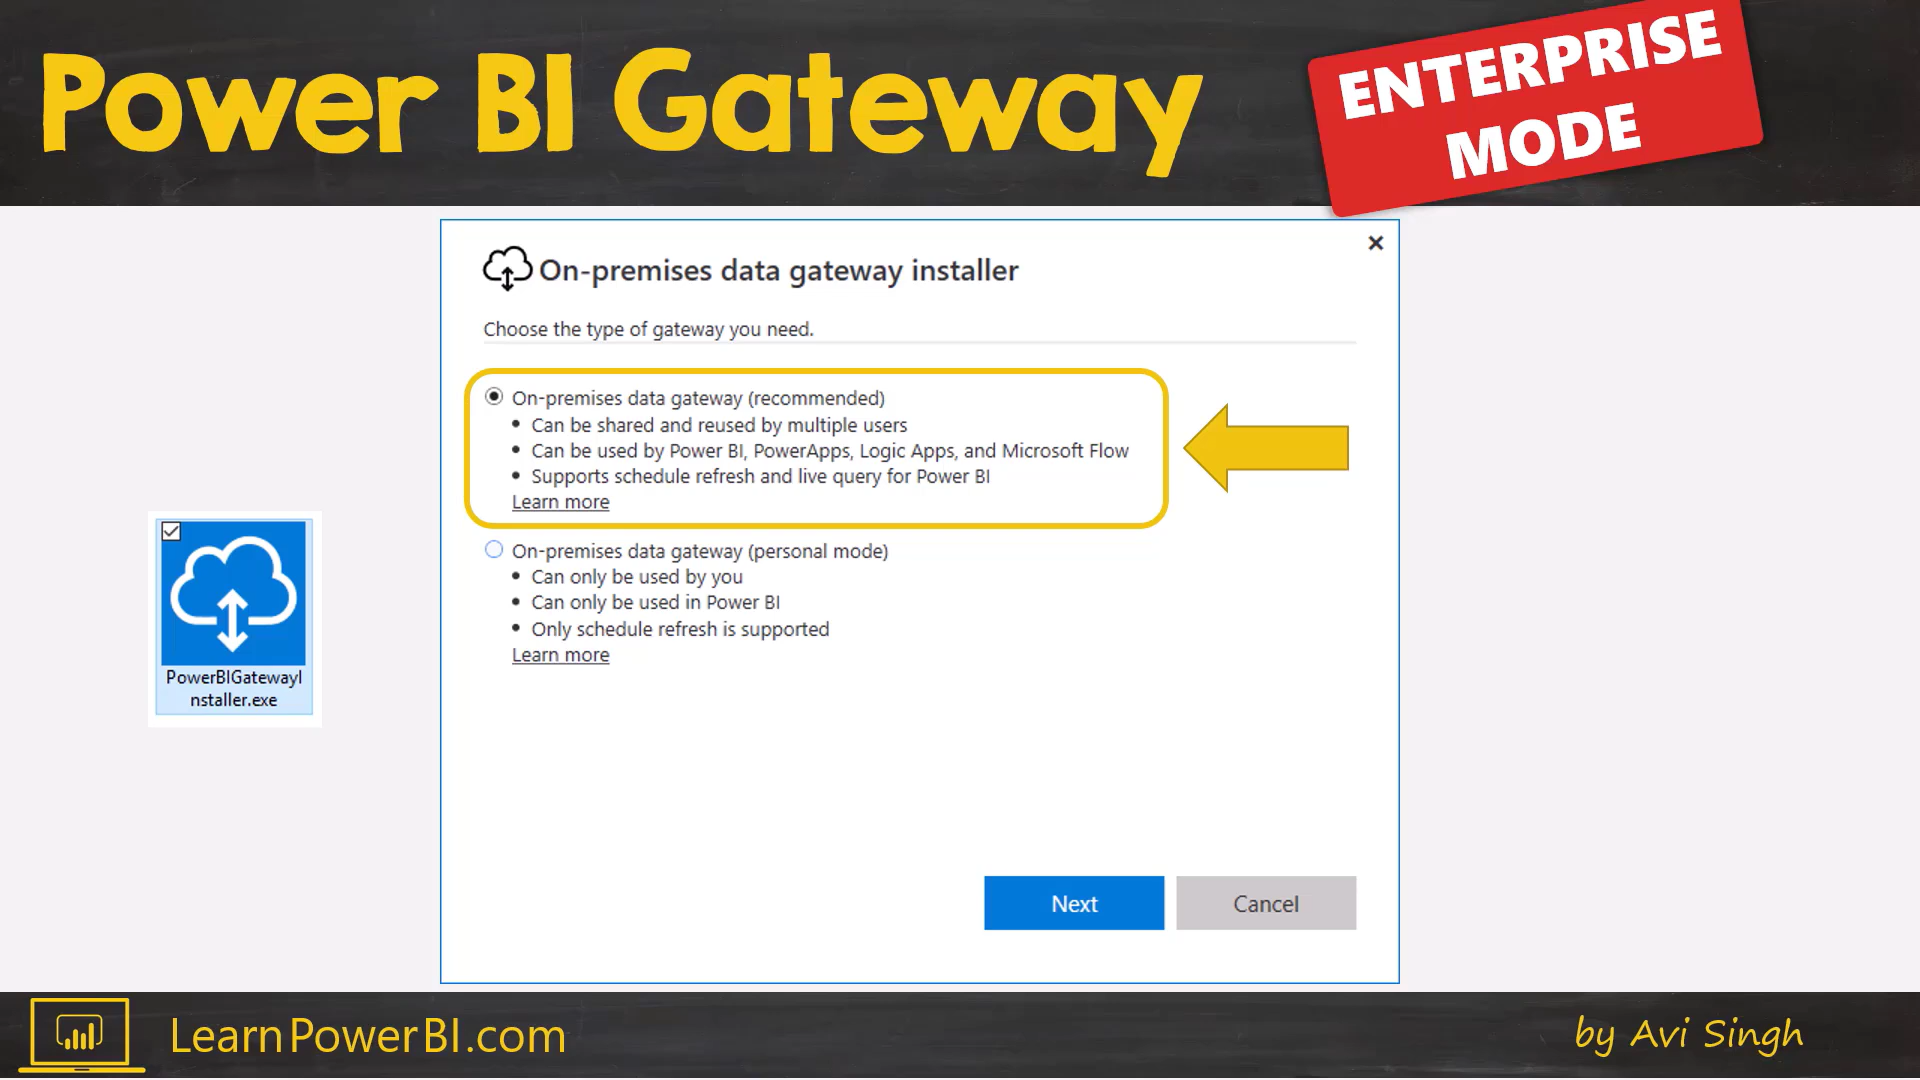 Power BI Gateway
ENTERPRISE
MODE
On-premises data gateway installer
Choose the type of gateway you need.
On-premises data gateway (recommended)
• Can be shared and reused by multiple users
• Can be used by Power BI, PowerApps, Logic Apps, and Microsoft Flow
• Supports schedule refresh and live query for Power BI
Learn more
On-premises data gateway (personal mode)
• Can only be used by you
• Can only be used in Power BI
• Only schedule refresh is supported
Learn more
PowerBIGatewayI
nstaller.exe
Next
Cancel
LearnPowerBI.com
by Avi Singh